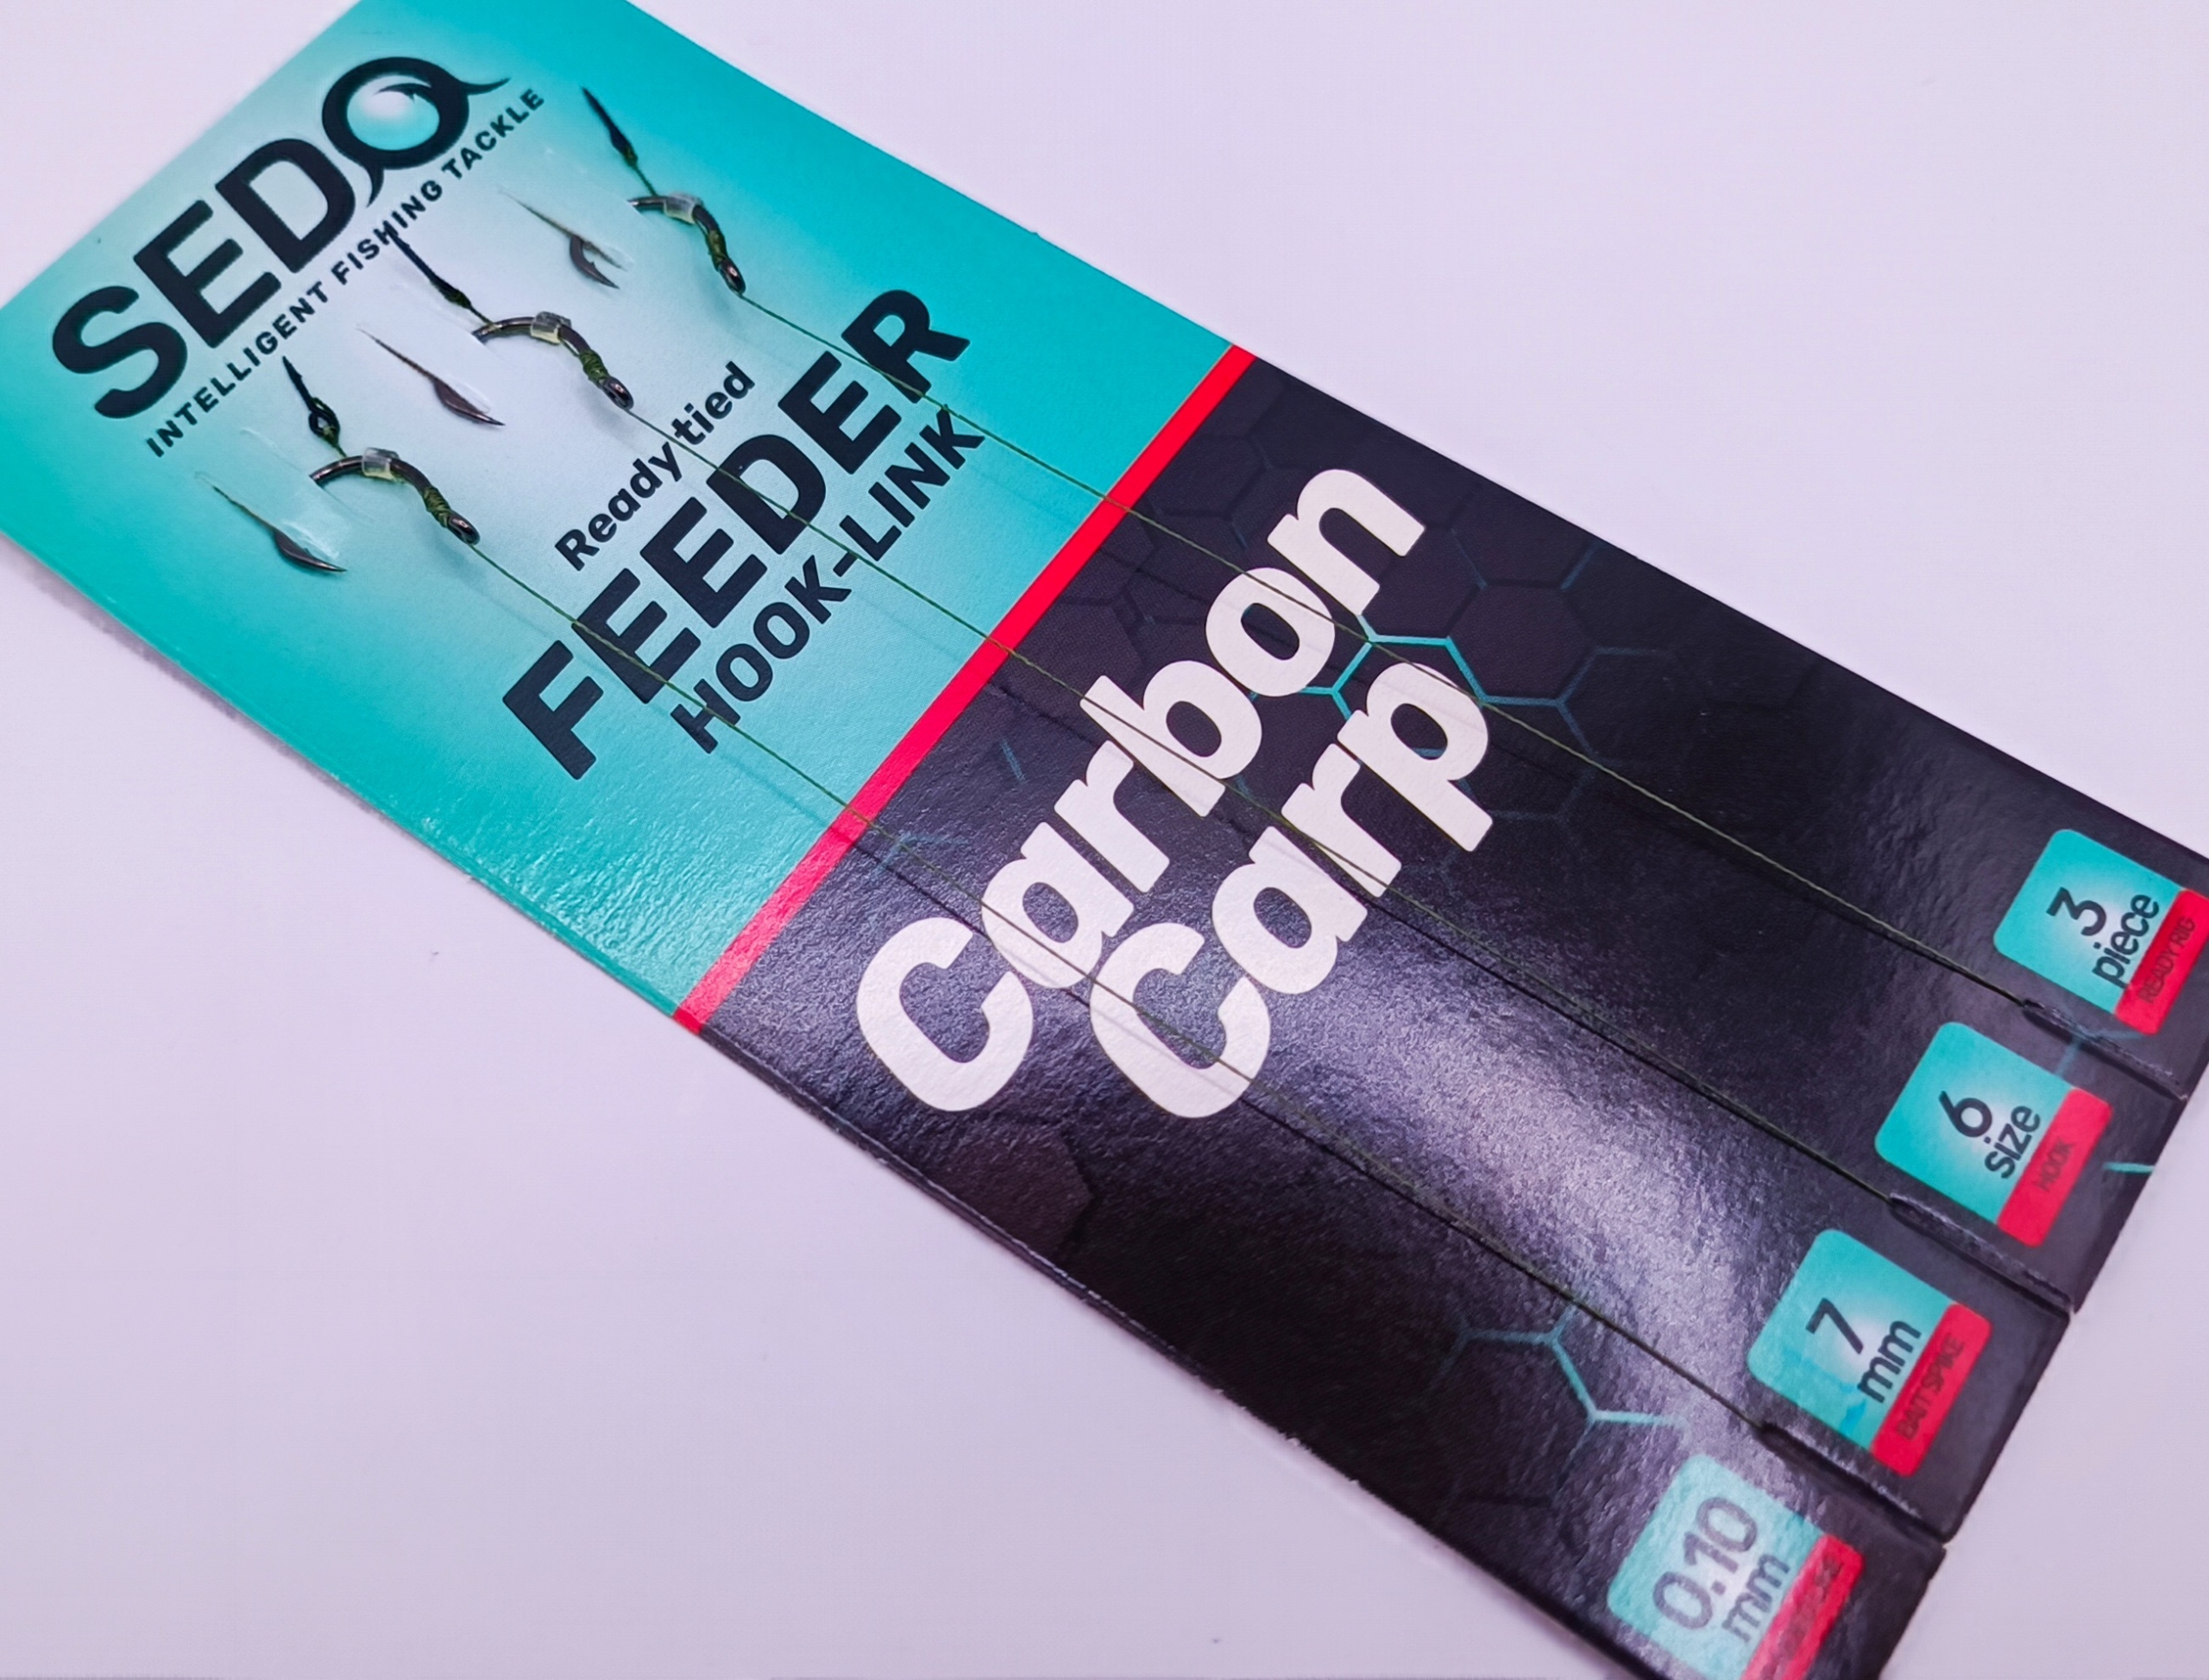 SEDO
INTELLIGENT FISHING TACKLE
Ready tied
FEEDER
HOOK-LINK
Carbon
Carp
3
piece
READY RIG
6
size
HOOK
7
mm
BAIT SPIKE
0.10
mm